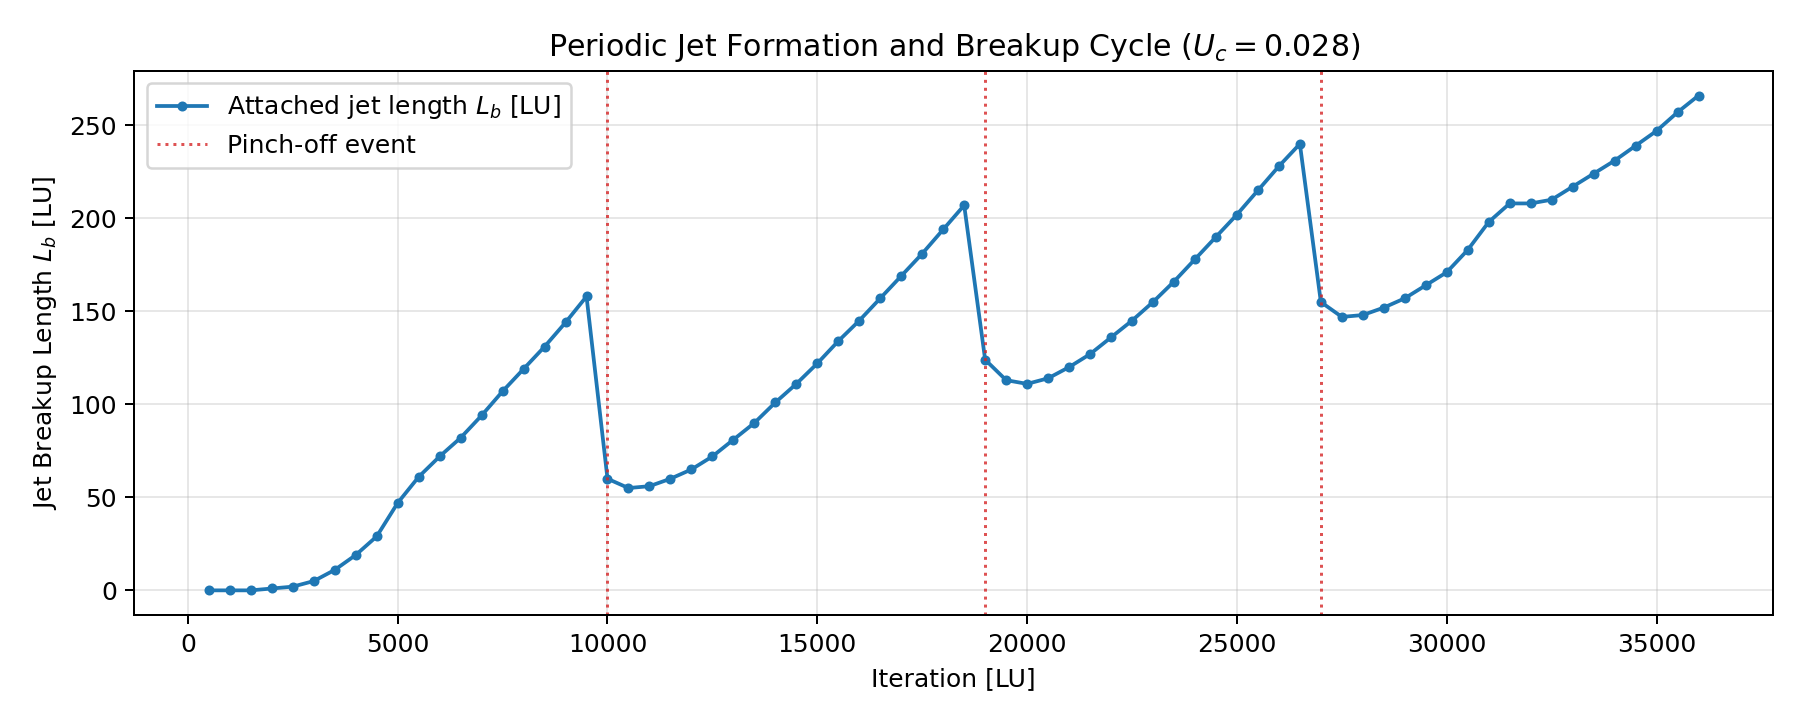 Periodic Jet Formation and Breakup Cycle (U_c = 0.028)
Attached jet length L_b [LU]
Pinch-off event
Jet Breakup Length L_b [LU]
250
200
150
100
50
0
0 5000 10000 15000 20000 25000 30000 35000
Iteration [LU]